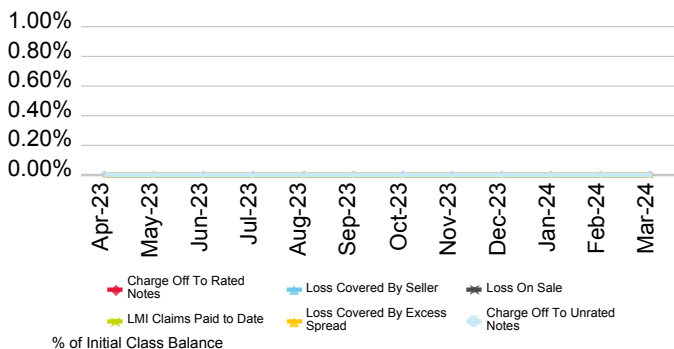 1.00%
0.80%
0.60%
0.40%
0.20%
0.00%
Apr-23
May-23
Jun-23
Jul-23
Aug-23
Sep-23
Oct-23
Nov-23
Dec-23
Jan-24
Feb-24
Mar-24
Charge Off To Rated
Notes
Loss Covered By Seller
Loss On Sale
LMI Claims Paid to Date
Loss Covered By Excess
Spread
Charge Off To Unrated
Notes
% of Initial Class Balance